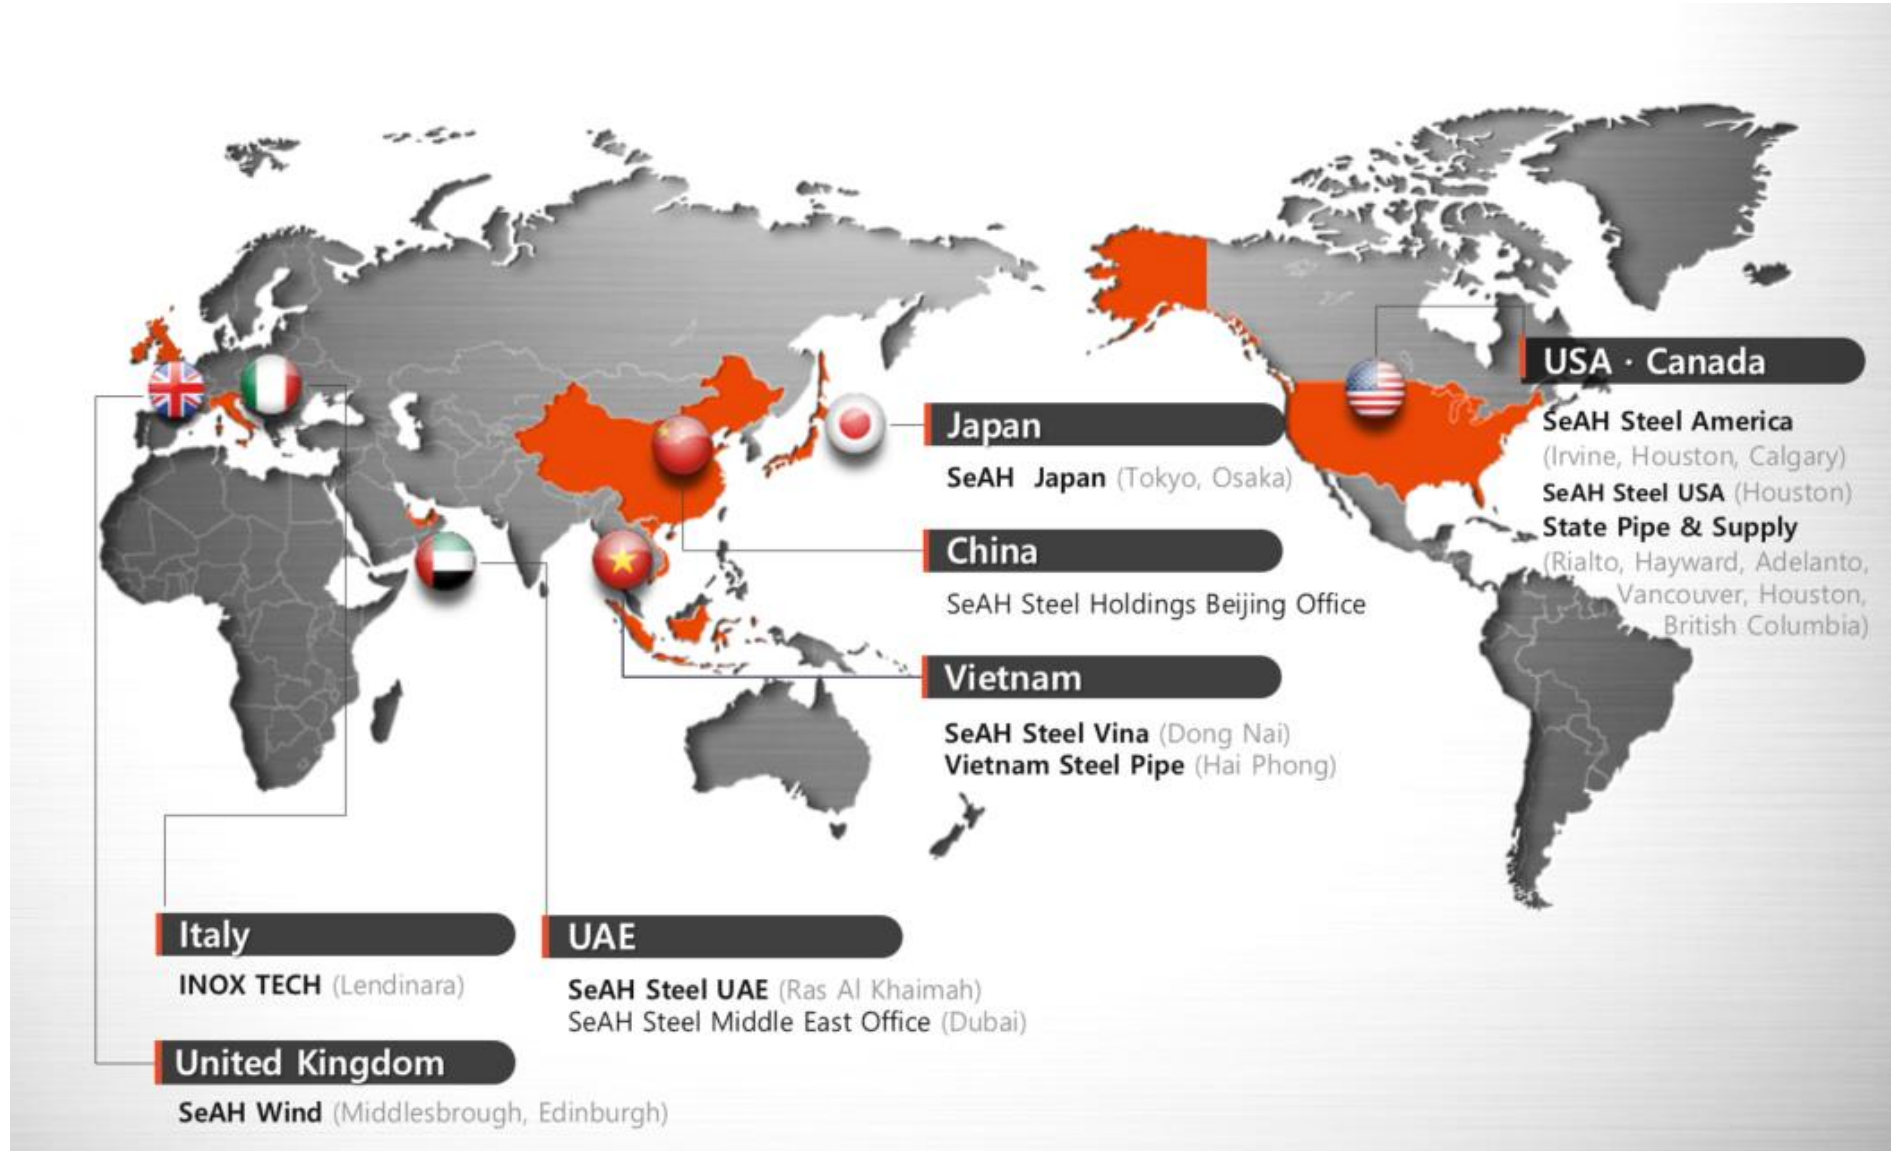 USA · Canada
SeAH Steel America
(Irvine, Houston, Calgary)
SeAH Steel USA (Houston)
State Pipe & Supply
(Rialto, Hayward, Adelanto,
Vancouver, Houston,
British Columbia)
Japan
SeAH Japan (Tokyo, Osaka)
China
SeAH Steel Holdings Beijing Office
Vietnam
SeAH Steel Vina (Dong Nai)
Vietnam Steel Pipe (Hai Phong)
Italy
INOX TECH (Lendinara)
UAE
SeAH Steel UAE (Ras Al Khaimah)
SeAH Steel Middle East Office (Dubai)
United Kingdom
SeAH Wind (Middlesbrough, Edinburgh)